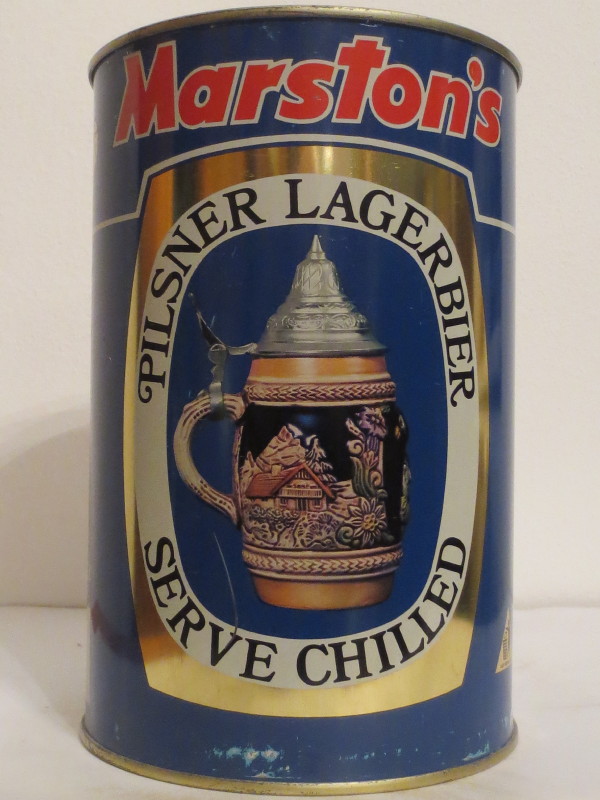 Marston's
PILSNER LAGERBIER
SERVE CHILLED